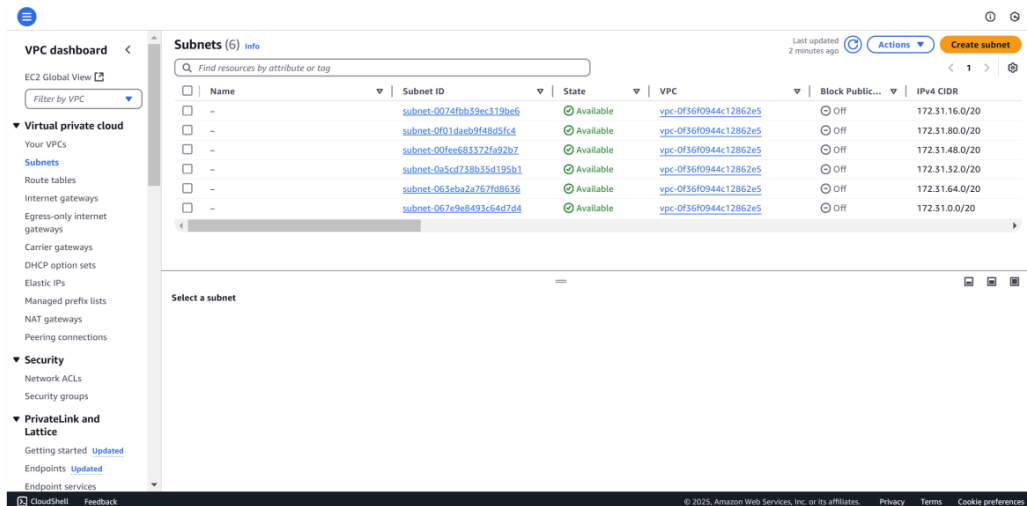 VPC dashboard
EC2 Global View
Filter by VPC
Virtual private cloud
Your VPCs
Subnets
Route tables
Internet gateways
Egress-only internet
gateways
Carrier gateways
DHCP option sets
Elastic IPs
Managed prefix lists
NAT gateways
Peering connections
Security
Network ACLs
Security groups
PrivateLink and
Lattice
Getting started Updated
Endpoints Updated
Endpoint services
Subnets (6) Info
Last updated
2 minutes ago
Actions
Create subnet
Find resources by attribute or tag
1
Name Subnet ID State VPC Block Public... IPv4 CIDR
– subnet-0074fbb39ec319be6 Available vpc-0f36f0944c12862e5 Off 172.31.16.0/20
– subnet-0f01daeb9f48d5fc4 Available vpc-0f36f0944c12862e5 Off 172.31.80.0/20
– subnet-00fee683372fa92b7 Available vpc-0f36f0944c12862e5 Off 172.31.48.0/20
– subnet-0a5cd738b35d195b1 Available vpc-0f36f0944c12862e5 Off 172.31.32.0/20
– subnet-063eba2a767fd8636 Available vpc-0f36f0944c12862e5 Off 172.31.64.0/20
– subnet-067e9e8493c64d7d4 Available vpc-0f36f0944c12862e5 Off 172.31.0.0/20
Select a subnet
CloudShell Feedback © 2025, Amazon Web Services, Inc. or its affiliates. Privacy Terms Cookie preferences